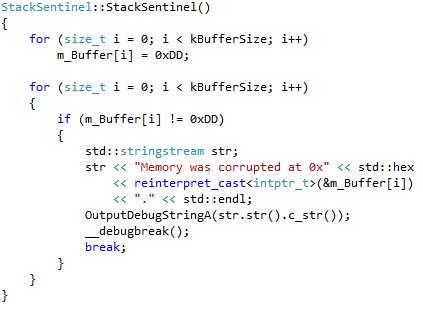 StackSentinel::StackSentinel()
{
    for (size_t i = 0; i < kBufferSize; i++)
        m_Buffer[i] = 0xDD;

    for (size_t i = 0; i < kBufferSize; i++)
    {
        if (m_Buffer[i] != 0xDD)
        {
            std::stringstream str;
            str << "Memory was corrupted at 0x" << std::hex
                << reinterpret_cast<intptr_t>(&m_Buffer[i])
                << "." << std::endl;
            OutputDebugStringA(str.str().c_str());
            __debugbreak();
            break;
        }
    }
}